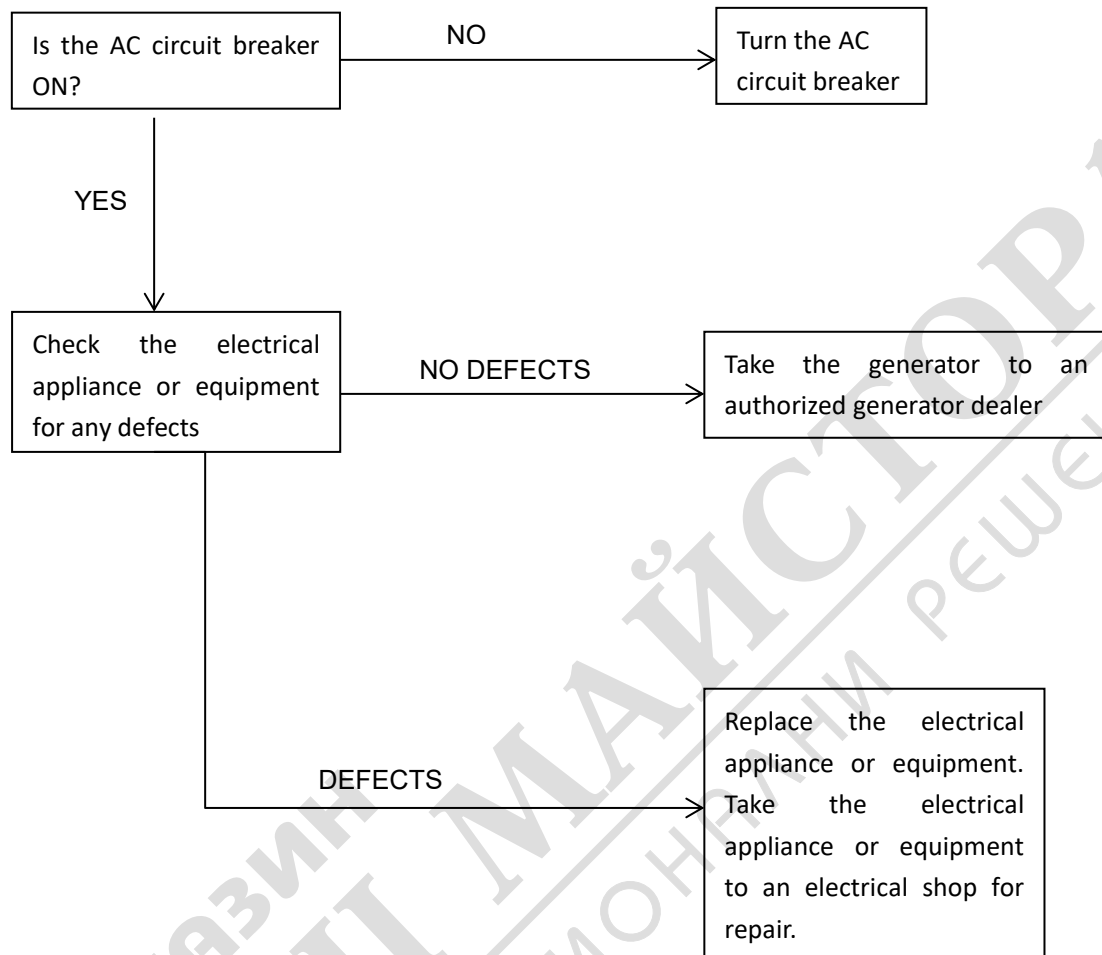 Is the AC circuit breaker
ON?
NO
Turn the AC
circuit breaker
YES
Check the electrical
appliance or equipment
for any defects
NO DEFECTS
Take the generator to an
authorized generator dealer
DEFECTS
Replace the electrical
appliance or equipment.
Take the electrical
appliance or equipment
to an electrical shop for
repair.
МАЙСТОР